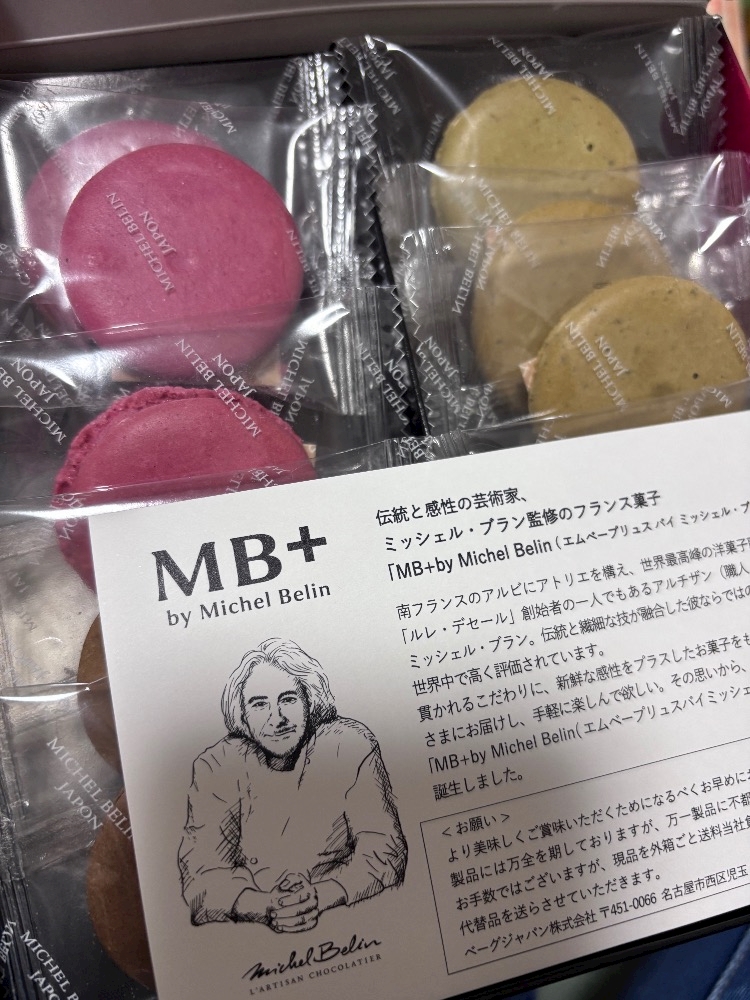 MICHEL BELIN
JAPON
MICHEL BELIN
JAPON
MICHEL BELIN
JAPON
MICHEL BELIN
JAPON
MB+
by Michel Belin
伝統と感性の芸術家、
ミッシェル・ブラン監修のフランス菓子
「MB+by Michel Belin（エムベーブリュス バイ ミッシェル・ブ
南フランスのアルビにアトリエを構え、世界最高峰の洋菓子
「ルレ・デセール」創始者の一人でもあるアルチザン（職人
ミッシェル・ブラン。伝統と繊細な技が融合した彼ならではの
世界中で高く評価されています。
貫かれるこだわりに、新鮮な感性をプラスしたお菓子をも
さまにお届けし、手軽に楽しんで欲しい。その思いから、
「MB+by Michel Belin（エムベーブリュスバイミッシェ
誕生しました。
＜お願い＞
より美味しくご賞味いただくためになるべくお早めにお
製品には万全を期しておりますが、万一製品に不都
お手数ではございますが、現品を外箱ごと送料当社負
代替品を送らさせていただきます。
ベーグジャパン株式会社 〒451-0066 名古屋市西区児玉
Michel Belin
L'ARTISAN CHOCOLATIER
MICHEL BELIN
JAPON
MICHEL BELIN